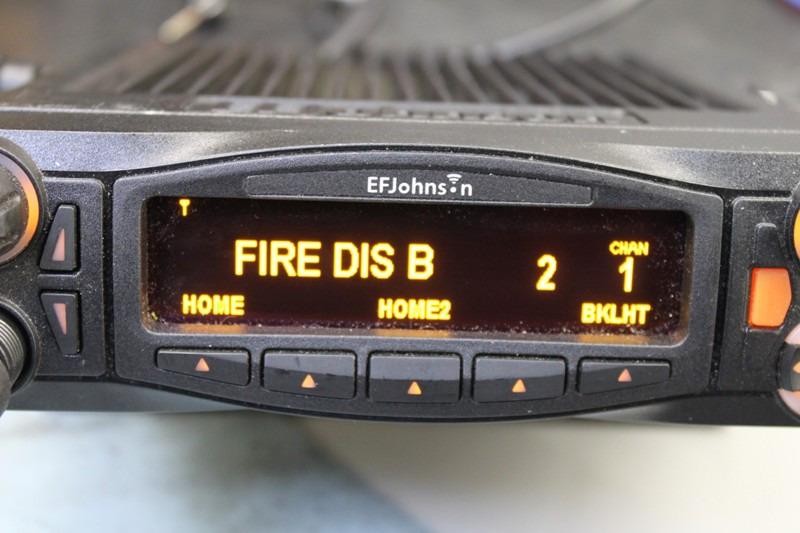 EFJohnson
T
CHAN
FIRE DIS B 2 1
HOME HOME2 BKLHT